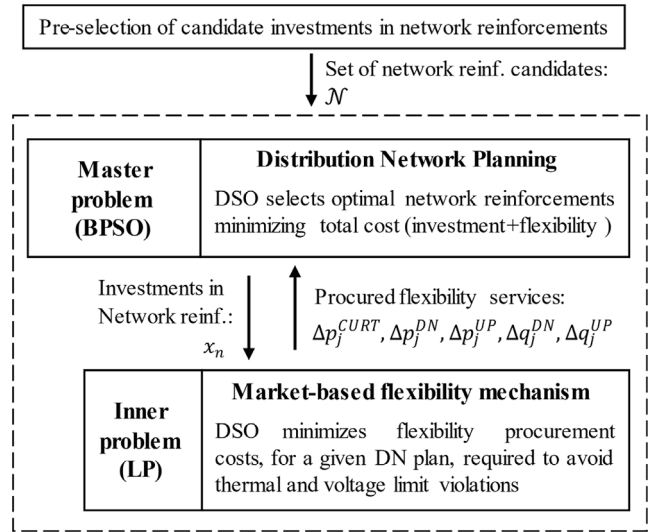 Pre-selection of candidate investments in network reinforcements
Set of network reinf. candidates:
𝒩
Master
problem
(BPSO)
Distribution Network Planning
DSO selects optimal network reinforcements
minimizing total cost (investment+flexibility )
Investments in
Network reinf.:
x_n
Procured flexibility services:
Δp_j^{CURT}, Δp_j^{DN}, Δp_j^{UP}, Δq_j^{DN}, Δq_j^{UP}
Inner
problem
(LP)
Market-based flexibility mechanism
DSO minimizes flexibility procurement
costs, for a given DN plan, required to avoid
thermal and voltage limit violations